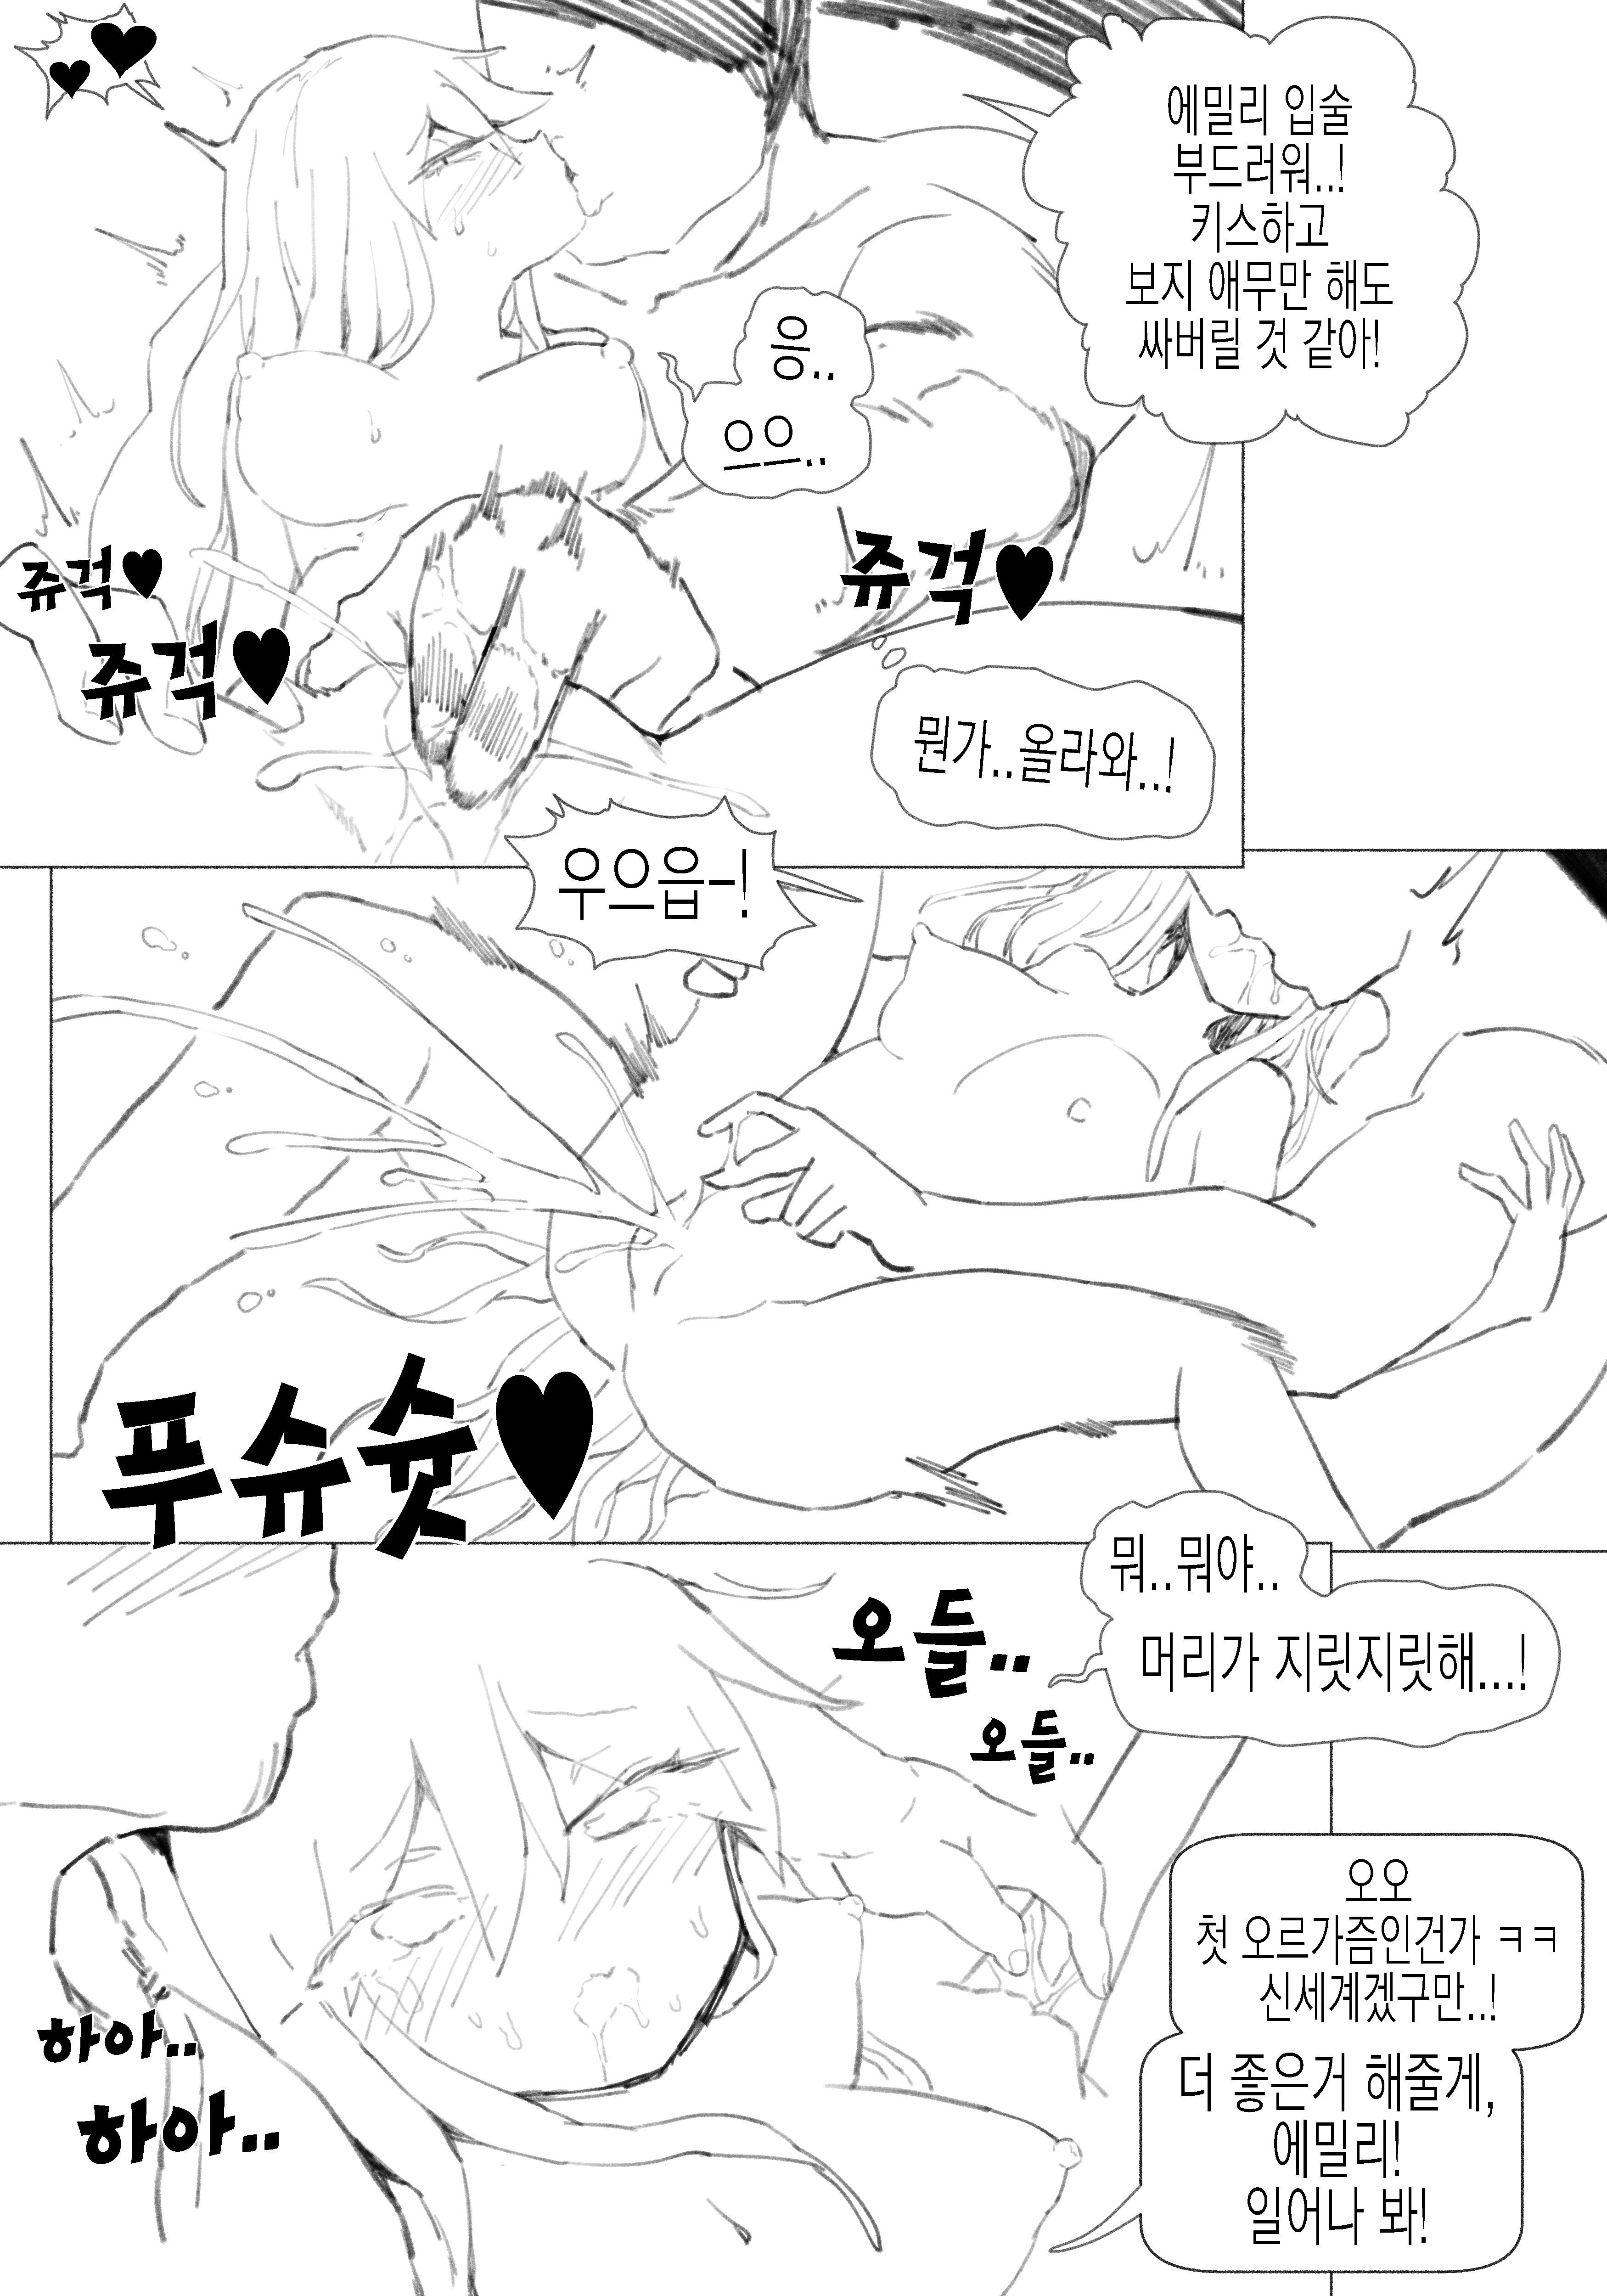 에밀리 입술
부드러워..!
키스하고
보지 애무만 해도
싸버릴 것 같아!
응..
으으..
쥬걱♥
쥬걱♥
쥬걱♥
뭔가..올라와..!
우으읍-!
푸슈슛♥
뭐..뭐야..
머리가 지릿지릿해...!
오들..
오들..
오오
첫 오르가즘인건가 ㅋㅋ
신세계겠구만..!
더 좋은거 해줄게,
에밀리!
일어나 봐!
하아..
하아..